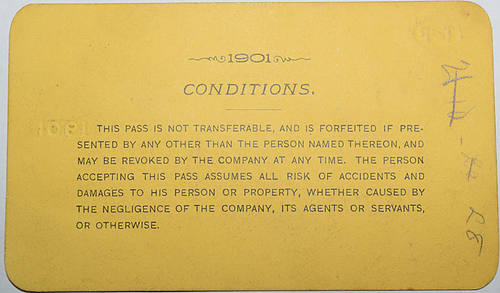 1901
CONDITIONS.
THIS PASS IS NOT TRANSFERABLE, AND IS FORFEITED IF PRE-
SENTED BY ANY OTHER THAN THE PERSON NAMED THEREON, AND
MAY BE REVOKED BY THE COMPANY AT ANY TIME. THE PERSON
ACCEPTING THIS PASS ASSUMES ALL RISK OF ACCIDENTS AND
DAMAGES TO HIS PERSON OR PROPERTY, WHETHER CAUSED BY
THE NEGLIGENCE OF THE COMPANY, ITS AGENTS OR SERVANTS,
OR OTHERWISE.